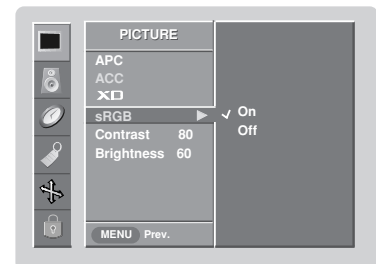 PICTURE
APC
ACC
XD
sRGB
On
Off
Contrast 80
Brightness 60
MENU Prev.